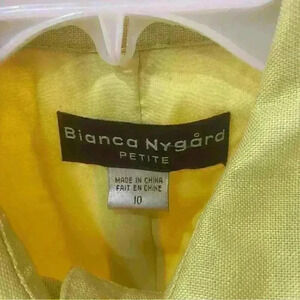 Bianca Nygård
PETITE
MADE IN CHINA
FAIT EN CHINE
10